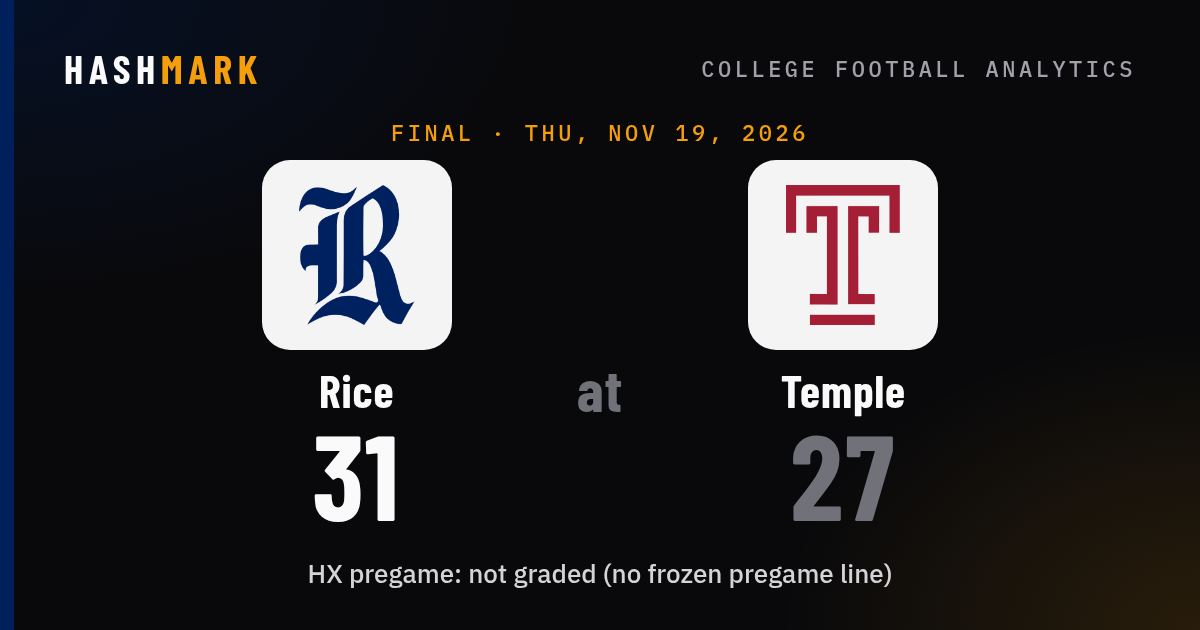 HASHMARK
COLLEGE FOOTBALL ANALYTICS
FINAL · THU, NOV 19, 2026
R
T
Rice
at
Temple
31
27
HX pregame: not graded (no frozen pregame line)